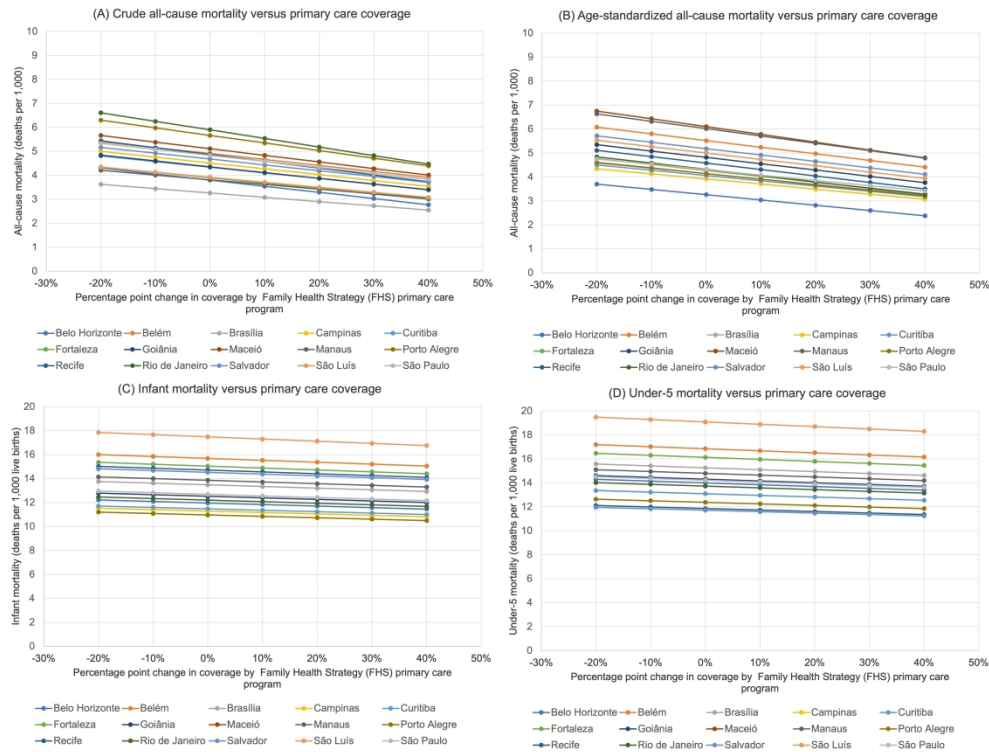 (A) Crude all-cause mortality versus primary care coverage
All-cause mortality (deaths per 1,000)
10
9
8
7
6
5
4
3
2
1
0
-30% -20% -10% 0% 10% 20% 30% 40% 50%
Percentage point change in coverage by Family Health Strategy (FHS) primary care
program
Belo Horizonte Belém Brasília Campinas Curitiba
Fortaleza Goiânia Maceió Manaus Porto Alegre
Recife Rio de Janeiro Salvador São Luís São Paulo
(B) Age-standardized all-cause mortality versus primary care coverage
All-cause mortality (deaths per 1,000)
10
9
8
7
6
5
4
3
2
1
0
-30% -20% -10% 0% 10% 20% 30% 40% 50%
Percentage point change in coverage by Family Health Strategy (FHS) primary care
program
Belo Horizonte Belém Brasília Campinas Curitiba
Fortaleza Goiânia Maceió Manaus Porto Alegre
Recife Rio de Janeiro Salvador São Luís São Paulo
(C) Infant mortality versus primary care coverage
Infant mortality (deaths per 1,000 live births)
20
18
16
14
12
10
8
6
4
2
0
-30% -20% -10% 0% 10% 20% 30% 40% 50%
Percentage point change in coverage by Family Health Strategy (FHS) primary care
program
Belo Horizonte Belém Brasília Campinas Curitiba
Fortaleza Goiânia Maceió Manaus Porto Alegre
Recife Rio de Janeiro Salvador São Luís São Paulo
(D) Under-5 mortality versus primary care coverage
Under-5 mortality (deaths per 1,000 live births)
20
18
16
14
12
10
8
6
4
2
0
-30% -20% -10% 0% 10% 20% 30% 40% 50%
Percentage point change in coverage by Family Health Strategy (FHS) primary care
program
Belo Horizonte Belém Brasília Campinas Curitiba
Fortaleza Goiânia Maceió Manaus Porto Alegre
Recife Rio de Janeiro Salvador São Luís São Paulo